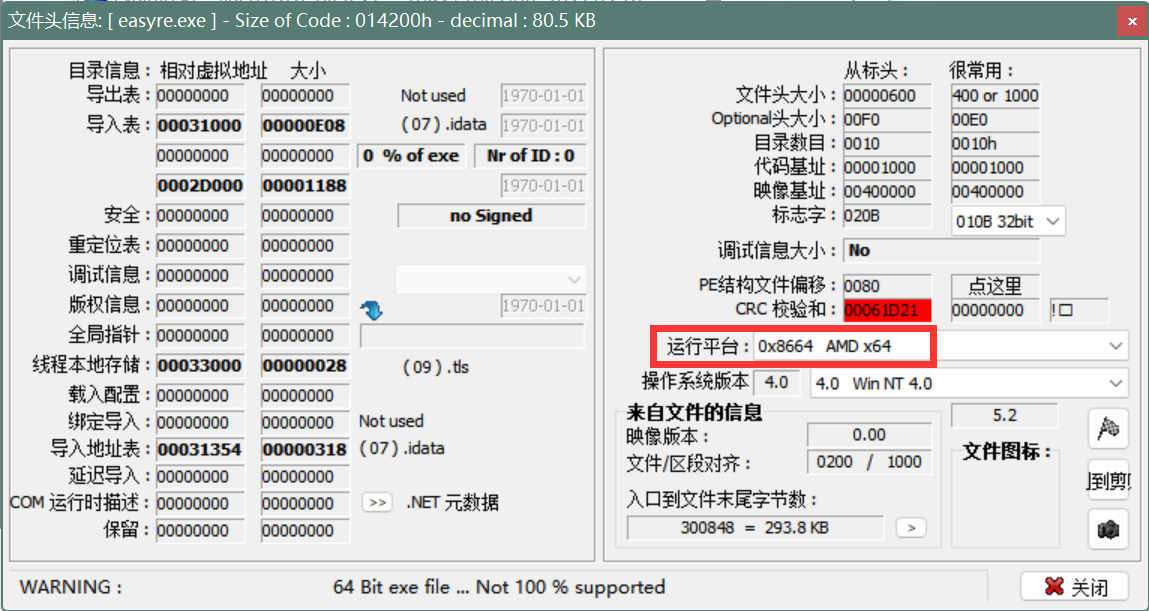 文件头信息: [ easyre.exe ] - Size of Code : 014200h - decimal : 80.5 KB
目录信息： 相对虚拟地址 大小
导出表： 00000000 00000000 Not used 1970-01-01
导入表： 00031000 00000E08 ( 07 ) .idata 1970-01-01
00000000 00000000 0 % of exe Nr of ID : 0
0002D000 00001188 1970-01-01
安全： 00000000 00000000 no Signed
重定位表： 00000000 00000000
调试信息： 00000000 00000000
版权信息： 00000000 00000000 1970-01-01
全局指针： 00000000 00000000
线程本地存储： 00033000 00000028 ( 09 ) .tls
载入配置： 00000000 00000000
绑定导入： 00000000 00000000 Not used
导入地址表： 00031354 00000318 ( 07 ) .idata
延迟导入： 00000000 00000000
COM 运行时描述： 00000000 00000000 >> .NET 元数据
保留： 00000000 00000000
从标头： 很常用：
文件头大小： 00000600 400 or 1000
Optional头大小： 00F0 00E0
目录数目： 0010 0010h
代码基址： 00001000 00001000
映像基址： 00400000 00400000
标志字： 020B 010B 32bit
调试信息大小： No
PE结构文件偏移： 0080 点这里
CRC 校验和： 00061D21 00000000 !□
运行平台： 0x8664 AMD x64
操作系统版本 4.0 4.0 Win NT 4.0
来自文件的信息 5.2
映像版本： 0.00
文件/区段对齐： 0200 / 1000
入口到文件末尾字节数：
300848 = 293.8 KB >
文件图标：
到剪
WARNING : 64 Bit exe file ... Not 100 % supported
关闭